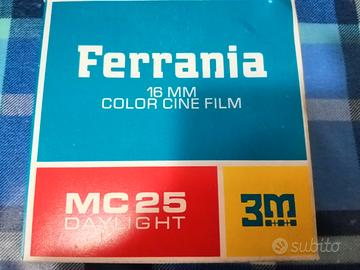 Ferrania
16 MM
COLOR CINE FILM
MC 25
DAYLIGHT
3m
subito